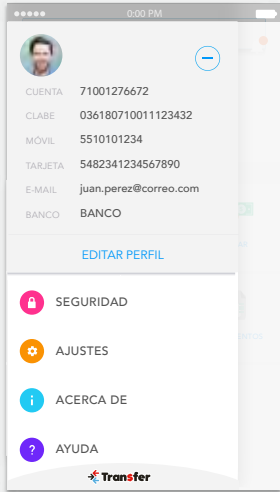 0:00 PM
CUENTA 71001276672
CLABE 036180710011123432
MÓVIL 5510101234
TARJETA 5482341234567890
E-MAIL juan.perez@correo.com
BANCO BANCO
EDITAR PERFIL
SEGURIDAD
AJUSTES
ACERCA DE
AYUDA
Transfer